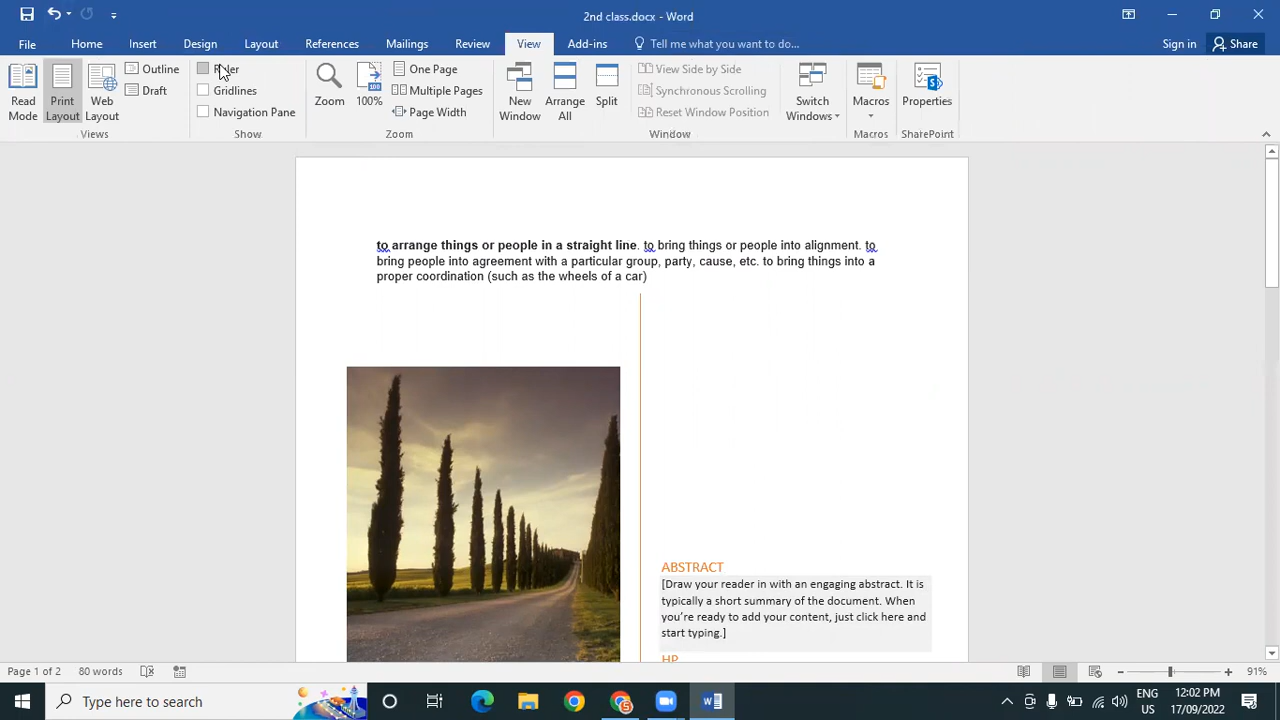 2nd class.docx - Word
File Home Insert Design Layout References Mailings Review View Add-ins Tell me what you want to do... Sign in Share
Read Mode
Print Layout
Web Layout
Outline
Draft
Views
Ruler
Gridlines
Navigation Pane
Show
Zoom
100%
One Page
Multiple Pages
Page Width
Zoom
New Window
Arrange All
Split
View Side by Side
Synchronous Scrolling
Reset Window Position
Window
Switch Windows
Macros
Macros
Properties
SharePoint
to arrange things or people in a straight line. to bring things or people into alignment. to
bring people into agreement with a particular group, party, cause, etc. to bring things into a
proper coordination (such as the wheels of a car)
ABSTRACT
[Draw your reader in with an engaging abstract. It is
typically a short summary of the document. When
you're ready to add your content, just click here and
start typing.]
HP
Page 1 of 2 80 words 91%
Type here to search
ENG
US
12:02 PM
17/09/2022